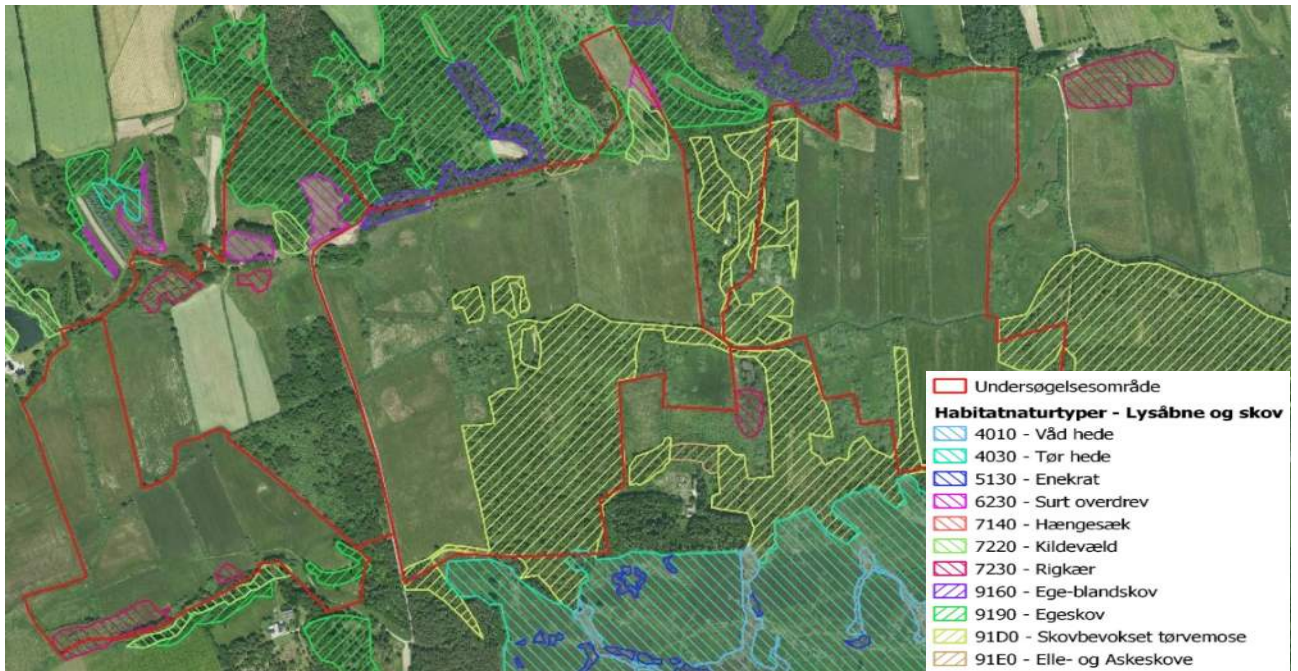 Undersøgelsesområde
Habitatnaturtyper - Lysåbne og skov
4010 - Våd hede
4030 - Tør hede
5130 - Enekrat
6230 - Surt overdrev
7140 - Hængesæk
7220 - Kildevæld
7230 - Rigkær
9160 - Ege-blandskov
9190 - Egeskov
91D0 - Skovbevokset tørvemose
91E0 - Elle- og Askeskove